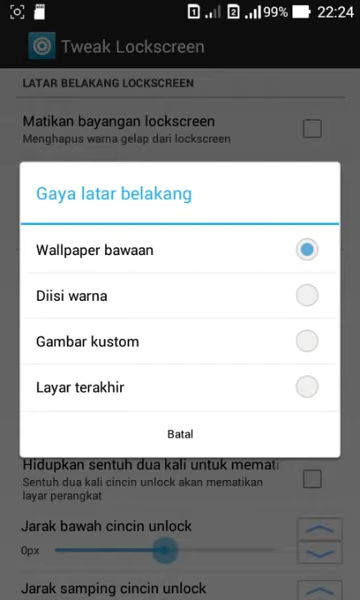 1 2 99% 22:24
Tweak Lockscreen
LATAR BELAKANG LOCKSCREEN
Matikan bayangan lockscreen
Menghapus warna gelap dari lockscreen
Gaya latar belakang
Wallpaper bawaan
Diisi warna
Gambar kustom
Layar terakhir
Batal
Hidupkan sentuh dua kali untuk memati
Sentuh dua kali cincin unlock akan mematikan
layar perangkat
Jarak bawah cincin unlock
0px
Jarak samping cincin unlock